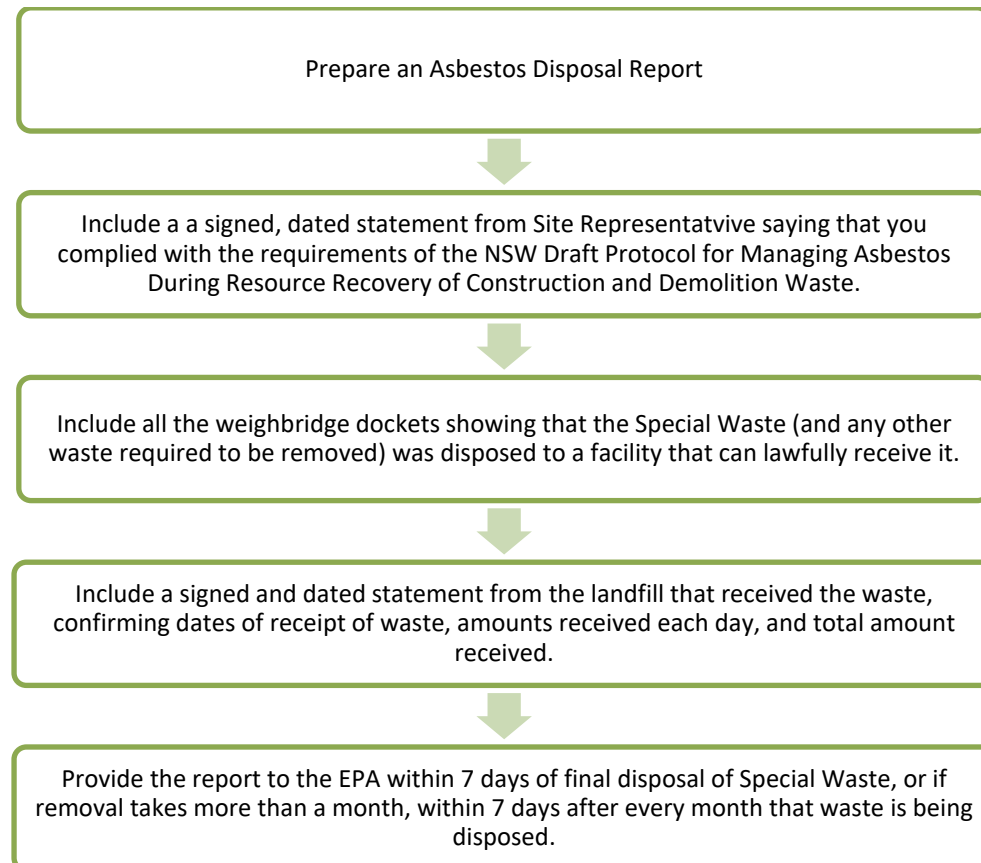 Prepare an Asbestos Disposal Report
Include a a signed, dated statement from Site Representatvive saying that you
complied with the requirements of the NSW Draft Protocol for Managing Asbestos
During Resource Recovery of Construction and Demolition Waste.
Include all the weighbridge dockets showing that the Special Waste (and any other
waste required to be removed) was disposed to a facility that can lawfully receive it.
Include a signed and dated statement from the landfill that received the waste,
confirming dates of receipt of waste, amounts received each day, and total amount
received.
Provide the report to the EPA within 7 days of final disposal of Special Waste, or if
removal takes more than a month, within 7 days after every month that waste is being
disposed.